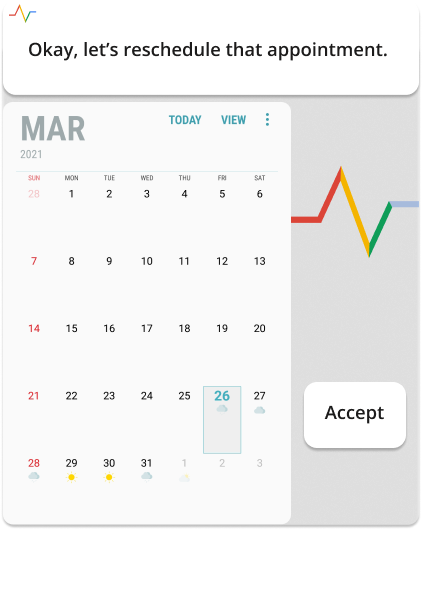 Okay, let's reschedule that appointment.
MAR
TODAY VIEW
2021
SUN MON TUE WED THU FRI SAT
28 1 2 3 4 5 6
7 8 9 10 11 12 13
14 15 16 17 18 19 20
21 22 23 24 25 26 27
28 29 30 31 1 2 3
Accept